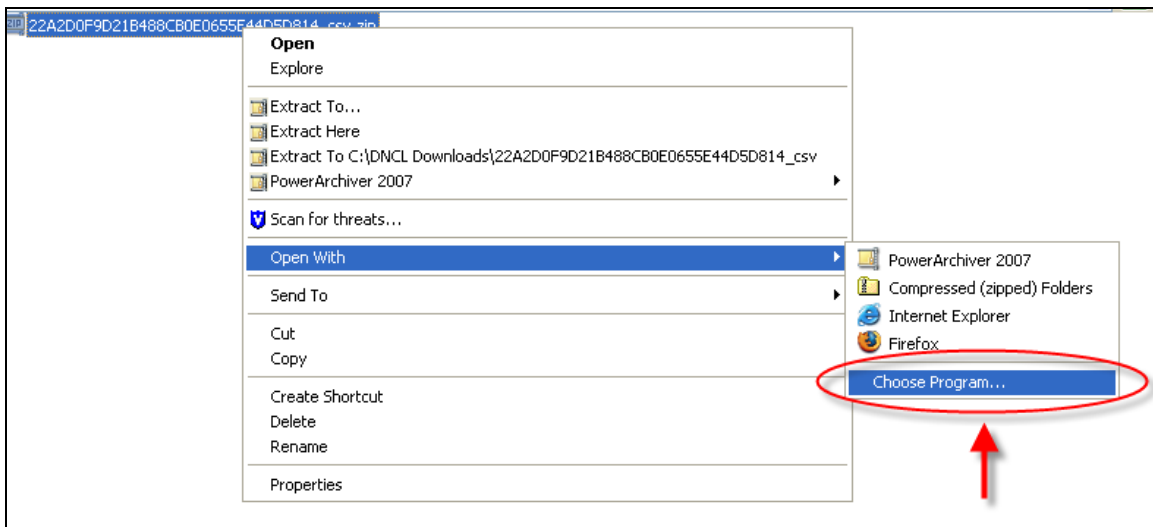 22A2D0F9D21B488CB0E0655E44D5D814_csv.zip
Open
Explore
Extract To...
Extract Here
Extract To C:\DNCL Downloads\22A2D0F9D21B488CB0E0655E44D5D814_csv
PowerArchiver 2007
Scan for threats...
Open With
Send To
Cut
Copy
Create Shortcut
Delete
Rename
Properties
PowerArchiver 2007
Compressed (zipped) Folders
Internet Explorer
Firefox
Choose Program...